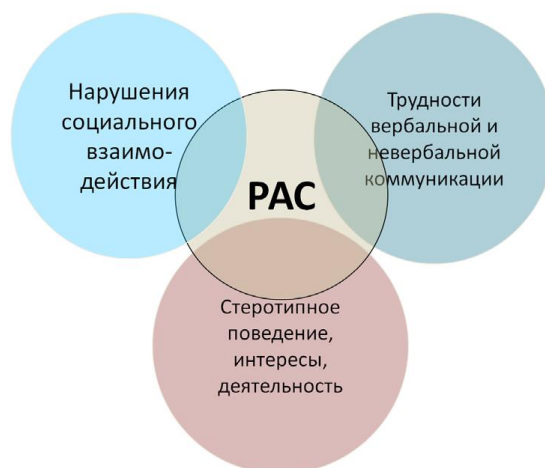 Нарушения
социального
взаимо-
действия
Трудности
вербальной и
невербальной
коммуникации
РАС
Стеротипное
поведение,
интересы,
деятельность